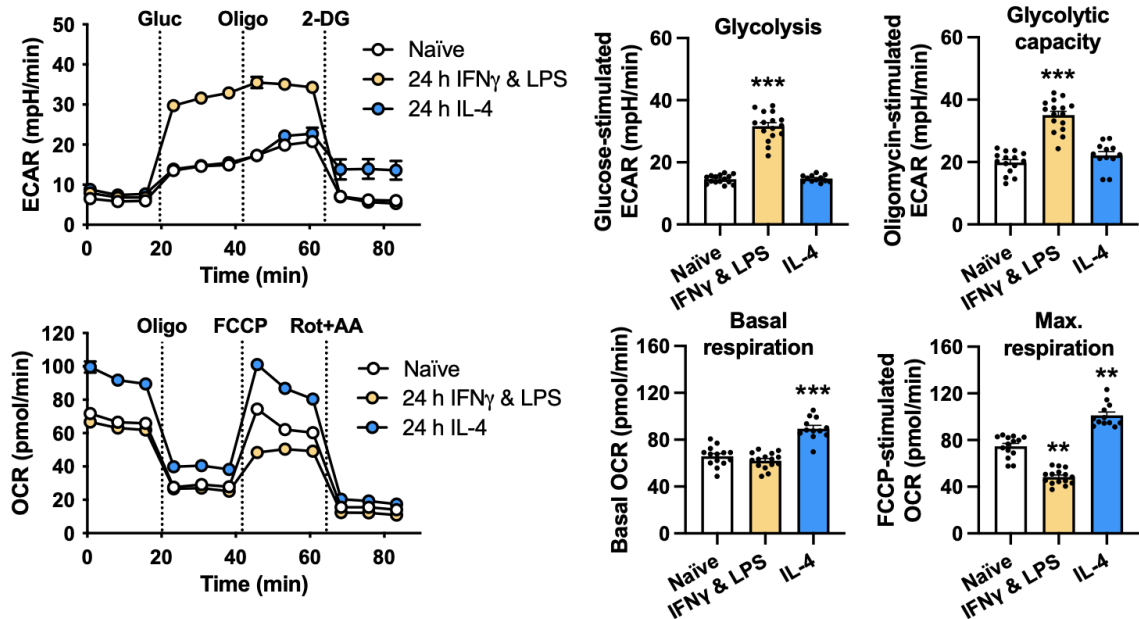 Gluc Oligo 2-DG
ECAR (mpH/min)
50
40
30
20
10
0
0 20 40 60 80
Time (min)
Naïve
24 h IFNγ & LPS
24 h IL-4
Glycolysis
Glucose-stimulated
ECAR (mpH/min)
60
40
20
0
***
Naïve
IFNγ & LPS
IL-4
Glycolytic
capacity
Oligomycin-stimulated
ECAR (mpH/min)
60
40
20
0
***
Naïve
IFNγ & LPS
IL-4
Oligo FCCP Rot+AA
OCR (pmol/min)
120
100
80
60
40
20
0
0 20 40 60 80
Time (min)
Naïve
24 h IFNγ & LPS
24 h IL-4
Basal
respiration
Basal OCR (pmol/min)
160
120
80
40
0
***
Naïve
IFNγ & LPS
IL-4
Max.
respiration
FCCP-stimulated
OCR (pmol/min)
160
120
80
40
0
**
**
Naïve
IFNγ & LPS
IL-4